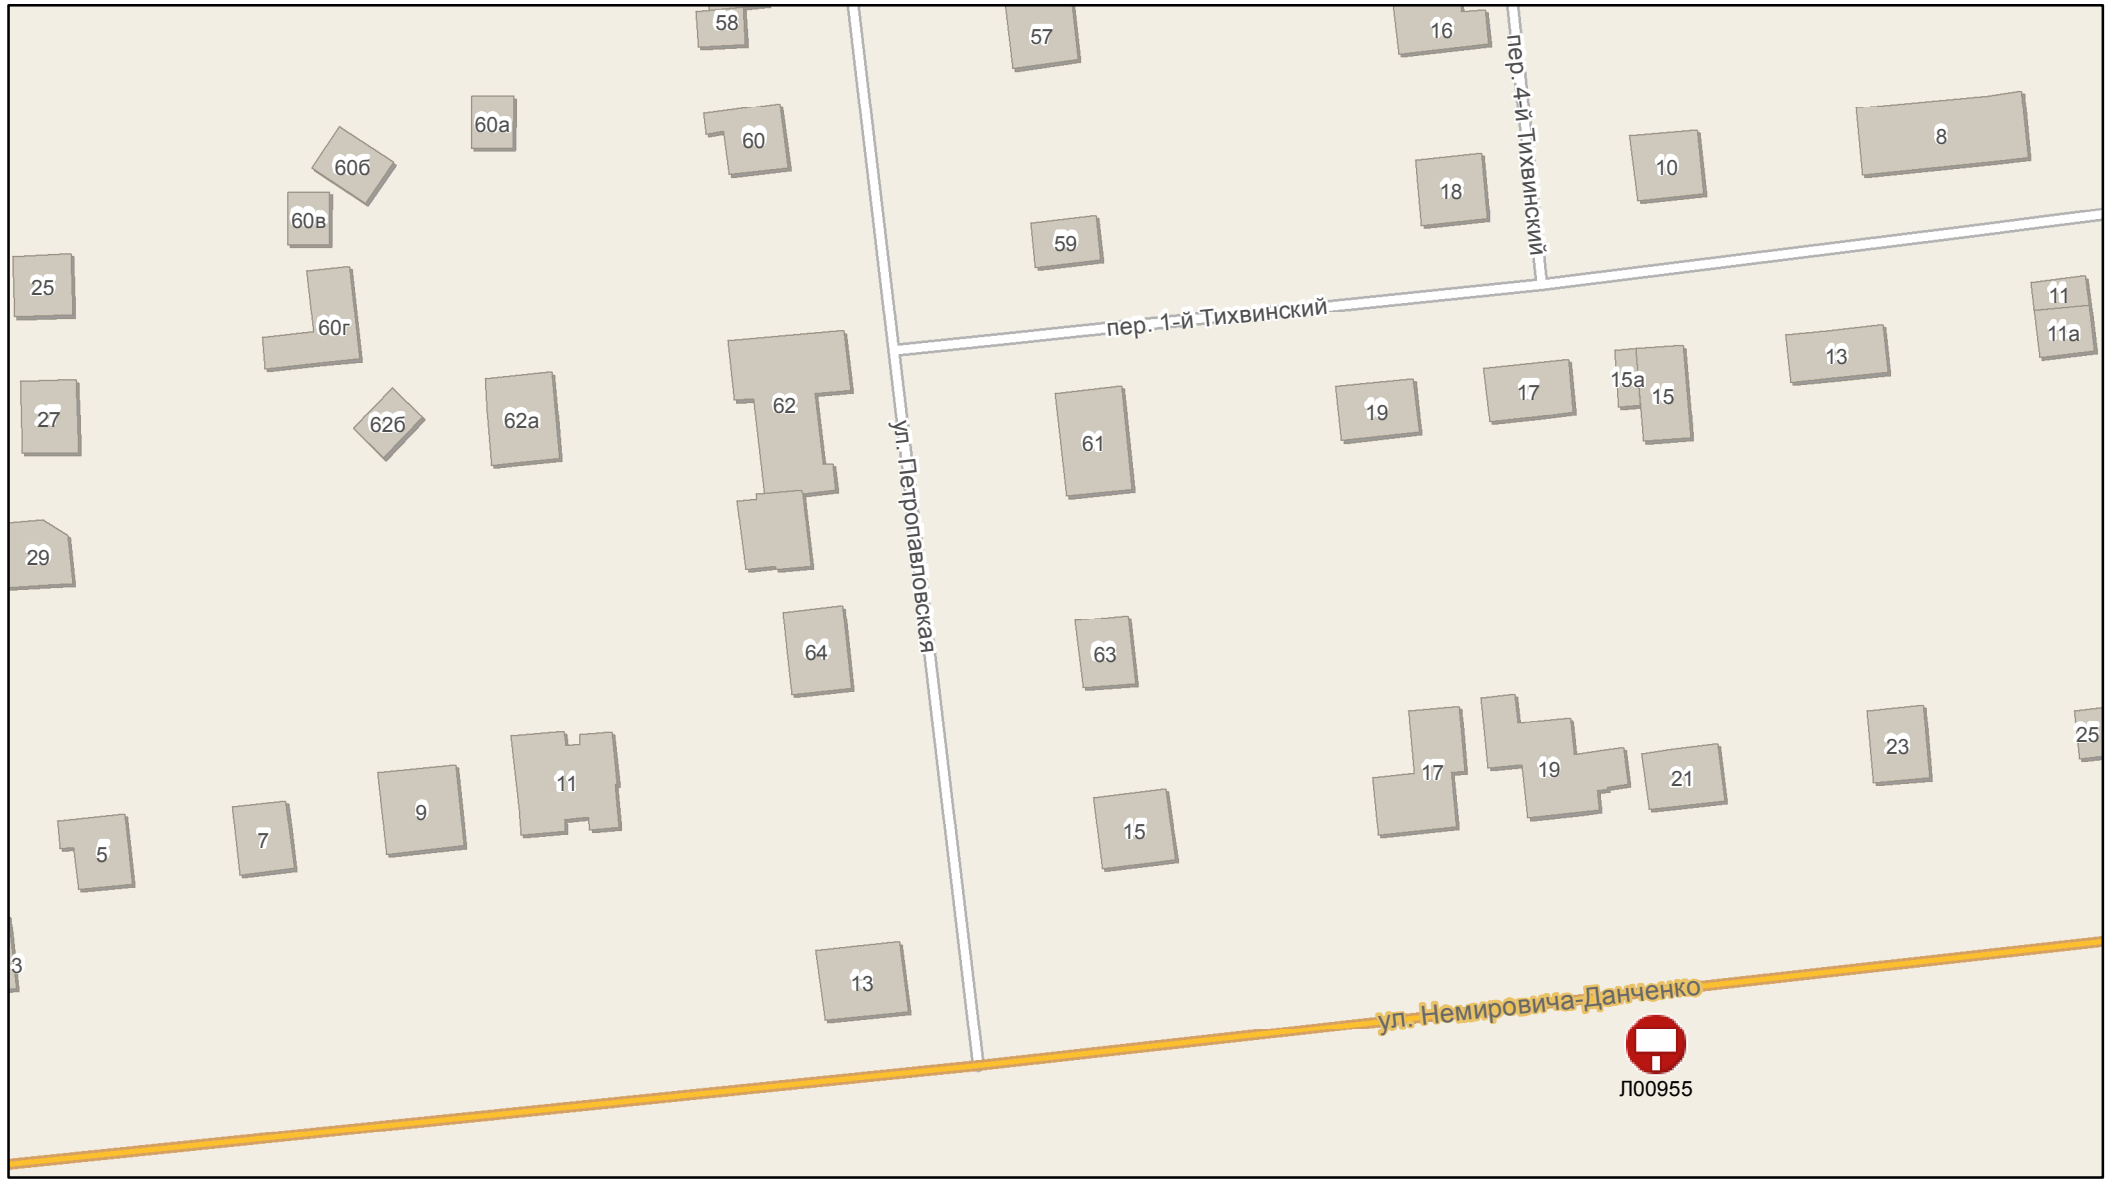 58
57
16
пер. 4-й Тихвинский
60а
60
60б
8
10
18
60в
59
25
11
60г
пер. 1-й Тихвинский
11а
13
15а
15
17
19
62
27
62б
62а
61
ул. Петропавловская
29
64
63
25
23
17
19
21
11
9
15
7
5
3
13
ул. Немировича-Данченко
Л00955